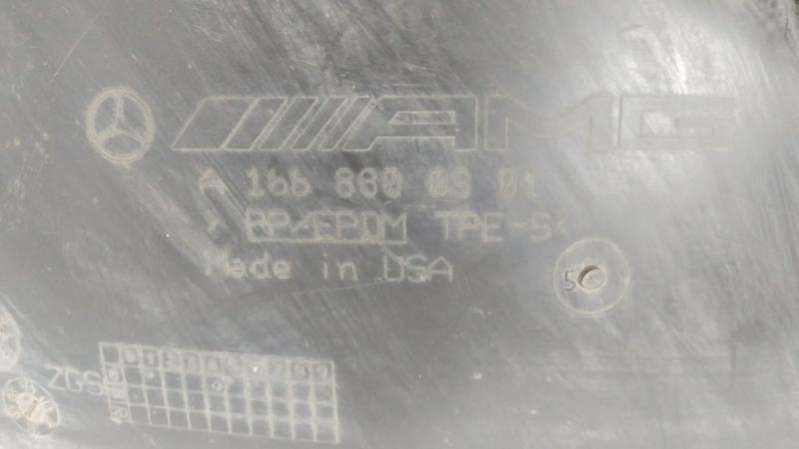 AMG
A 166 880 09 01
> PP/EPDM TPE-S<
Made in USA
5
ZGS